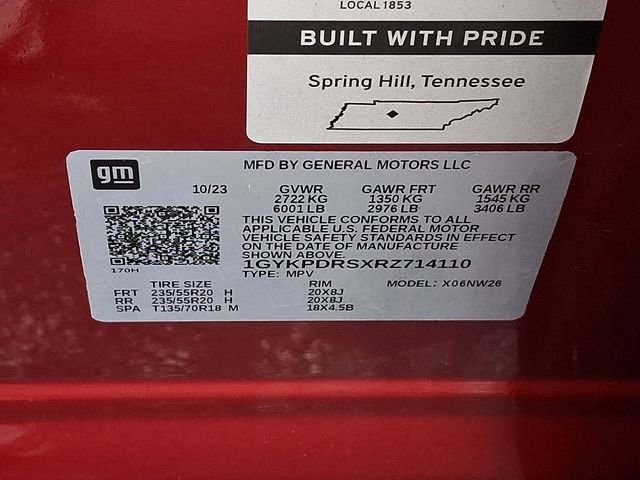 LOCAL 1853
BUILT WITH PRIDE
Spring Hill, Tennessee
gm
MFD BY GENERAL MOTORS LLC
10/23 GVWR GAWR FRT GAWR RR
2722 KG 1350 KG 1545 KG
6001 LB 2976 LB 3406 LB
THIS VEHICLE CONFORMS TO ALL
APPLICABLE U.S. FEDERAL MOTOR
VEHICLE SAFETY STANDARDS IN EFFECT
ON THE DATE OF MANUFACTURE
SHOWN ABOVE.
1GYKPDRSXRZ714110
170H
TYPE: MPV
TIRE SIZE RIM MODEL: X06NW26
FRT 235/55R20 H 20X8J
RR 235/55R20 H 20X8J
SPA T135/70R18 M 18X4.5B